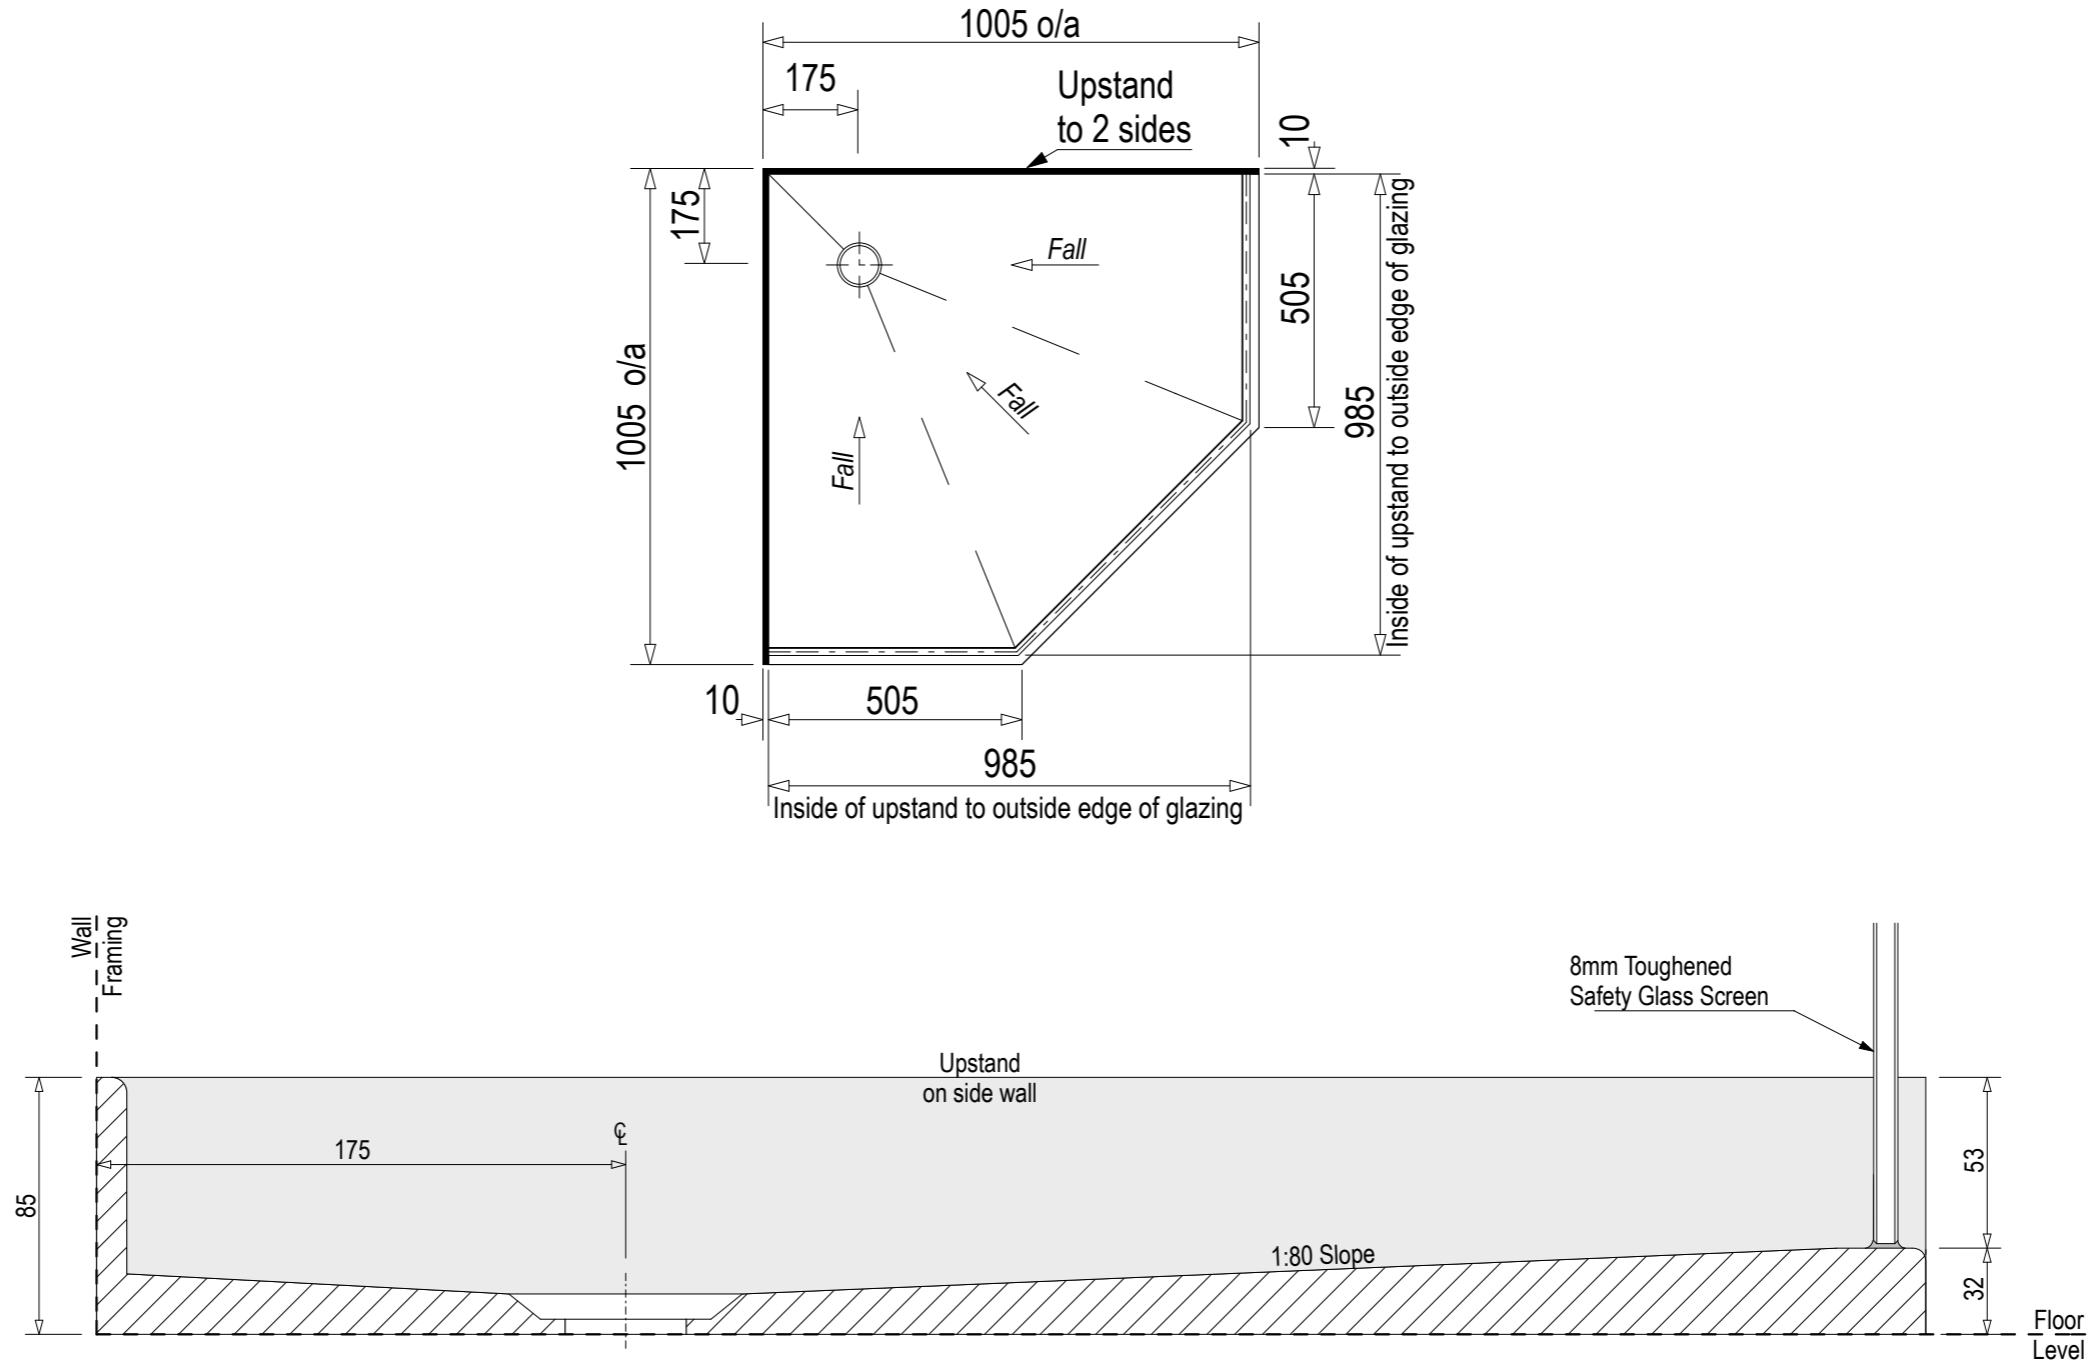 1005 o/a
175
Upstand
to 2 sides
10
175
Fall
505
Inside of upstand to outside edge of glazing
985
1005 o/a
Fall
Fall
10
505
985
Inside of upstand to outside edge of glazing
Wall
Framing
8mm Toughened
Safety Glass Screen
Upstand
on side wall
CL
175
85
53
1:80 Slope
32
Floor
Level